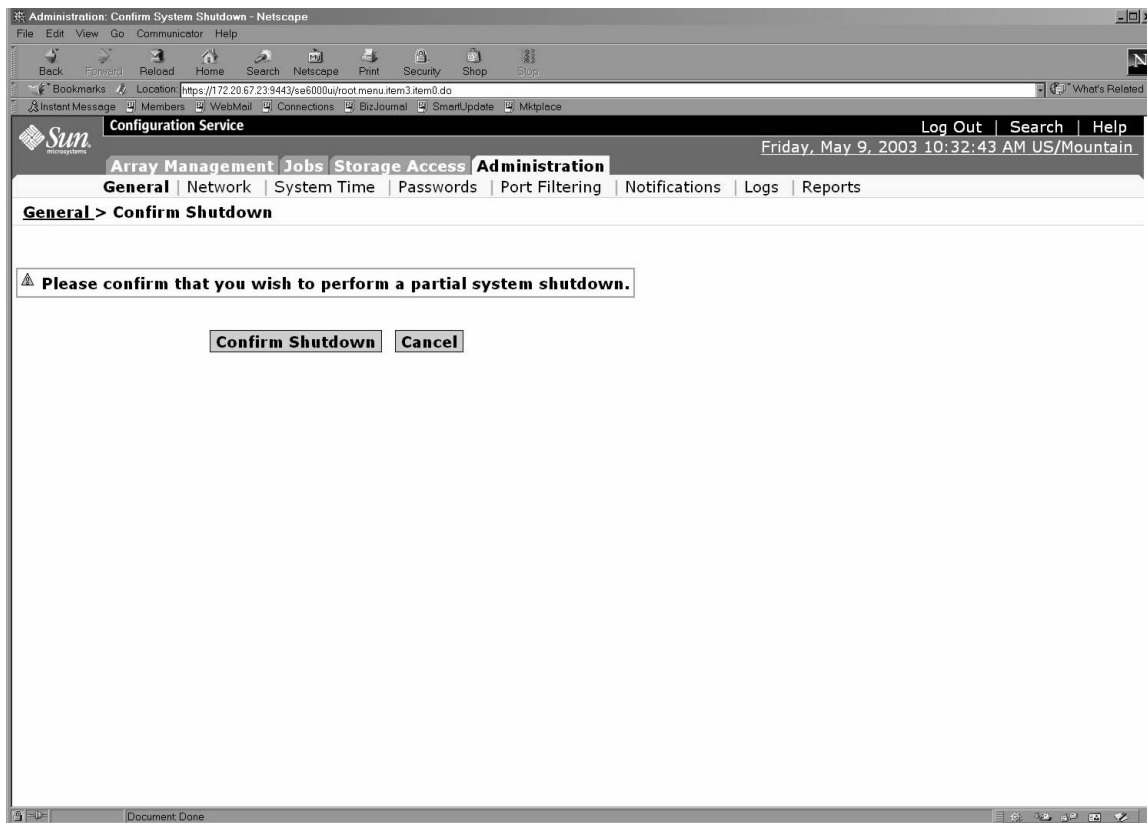 Administration: Confirm System Shutdown - Netscape
File Edit View Go Communicator Help
Back Forward Reload Home Search Netscape Print Security Shop Stop
Bookmarks Location: https://172.20.67.23:9443/se6000ui/root.menu.item3.item0.do What's Related
Instant Message Members WebMail Connections BizJournal SmartUpdate Mktplace
Sun microsystems
Configuration Service
Log Out | Search | Help
Friday, May 9, 2003 10:32:43 AM US/Mountain
Array Management Jobs Storage Access Administration
General | Network | System Time | Passwords | Port Filtering | Notifications | Logs | Reports
General > Confirm Shutdown
Please confirm that you wish to perform a partial system shutdown.
Confirm Shutdown Cancel
Document: Done